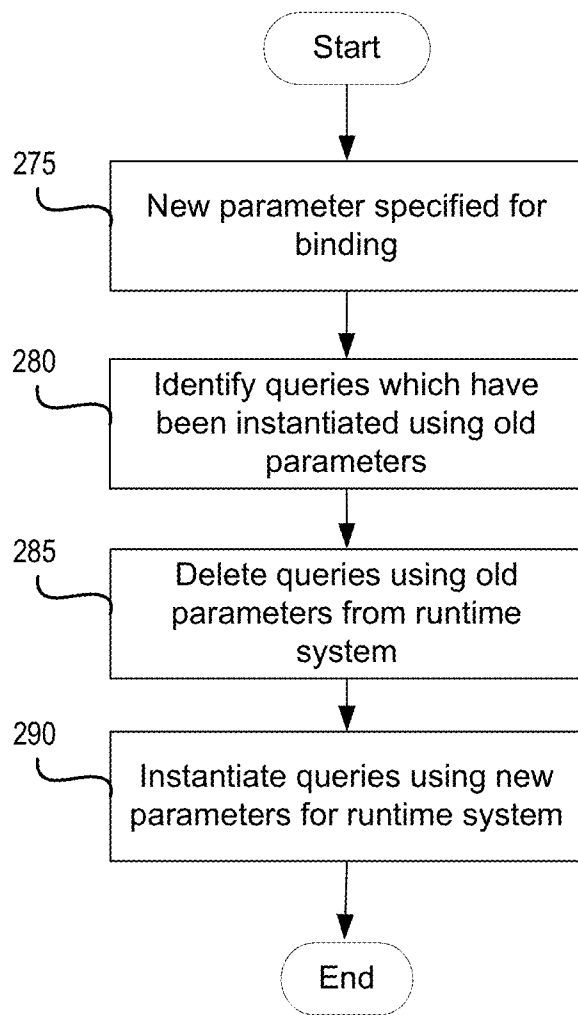 Start
275
New parameter specified for
binding
280
Identify queries which have
been instantiated using old
parameters
285
Delete queries using old
parameters from runtime
system
290
Instantiate queries using new
parameters for runtime system
End